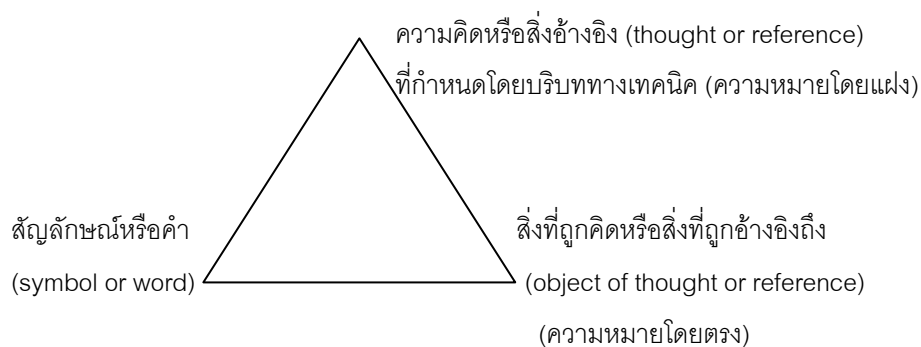 ความคิดหรือสิ่งอ้างอิง (thought or reference)
ที่กำหนดโดยบริบททางเทคนิค (ความหมายโดยแฝง)
สัญลักษณ์หรือคำ
(symbol or word)
สิ่งที่ถูกคิดหรือสิ่งที่ถูกอ้างอิงถึง
(object of thought or reference)
(ความหมายโดยตรง)